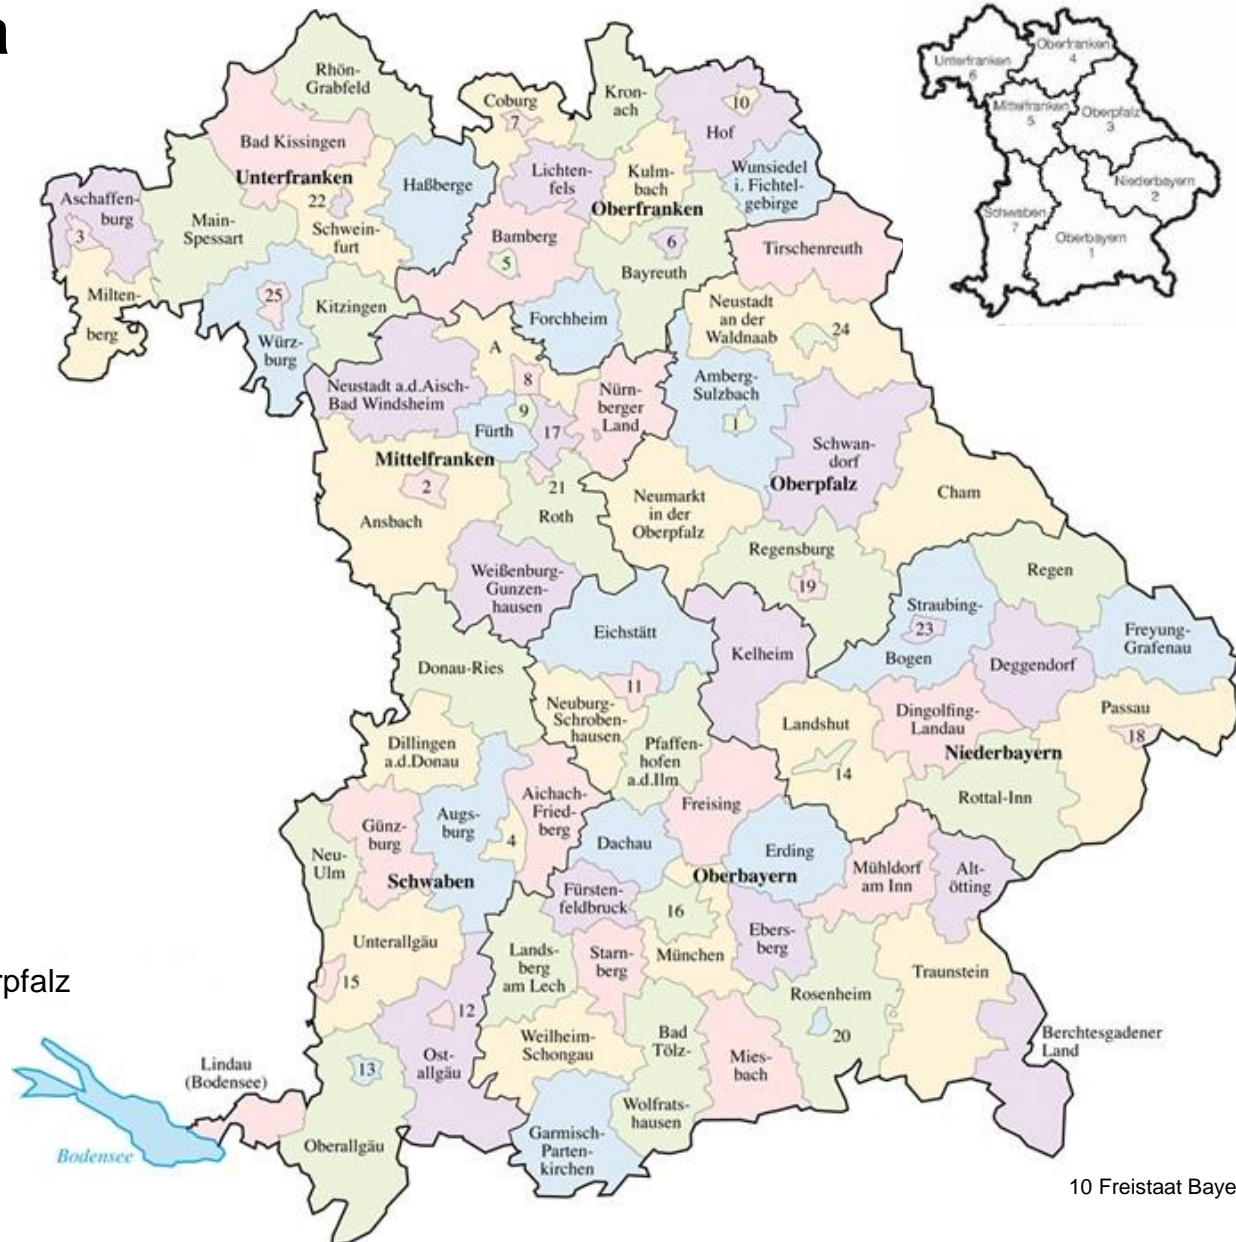 a
Rhön-
Grabfeld
Coburg
7
Kron-
ach
10
Hof
Bad Kissingen
Unterfranken
22
Haßberge
Lichten-
fels
Kulm-
bach
Oberfranken
Wunsiedel
i. Fichtel-
gebirge
Aschaffen-
burg
3
Main-
Spessart
Schwein-
furt
Bamberg
5
6
Bayreuth
Tirschenreuth
Milten-
berg
25
Kitzingen
Würz-
burg
Forchheim
Neustadt
an der
Waldnaab
24
A
8
9
Fürth
17
Nürn-
berger
Land
Neustadt a.d.Aisch-
Bad Windsheim
Amberg-
Sulzbach
1
Schwan-
dorf
Oberpfalz
Mittelfranken
2
Ansbach
21
Roth
Neumarkt
in der
Oberpfalz
Cham
Weißenburg-
Gunzen-
hausen
Regensburg
19
Regen
Straubing-
23
Bogen
Deggendorf
Freyung-
Grafenau
Eichstätt
Kelheim
Donau-Ries
11
Neuburg-
Schroben-
hausen
Pfaffen-
hofen
a.d.Ilm
Landshut
14
Dingolfing-
Landau
Niederbayern
Passau
18
Rottal-Inn
Dillingen
a.d.Donau
Aichach-
Fried-
berg
Freising
Günz-
burg
Augs-
burg
4
Dachau
Erding
Neu-
Ulm
Schwaben
Oberbayern
Mühldorf
am Inn
Alt-
ötting
Fürsten-
feldbruck
16
München
Ebers-
berg
Unterallgäu
15
Lands-
berg
am Lech
Starn-
berg
Traunstein
Rosenheim
20
12
Ost-
allgäu
Weilheim-
Schongau
Bad
Tölz-
Wolfrats-
hausen
Mies-
bach
Berchtesgadener
Land
13
Lindau
(Bodensee)
Oberallgäu
Garmisch-
Parten-
kirchen
Bodensee
rpfalz
Unterfranken
6
Oberfranken
4
Mittelfranken
5
Oberpfalz
3
Niederbayern
2
Schwaben
7
Oberbayern
1
10 Freistaat Baye